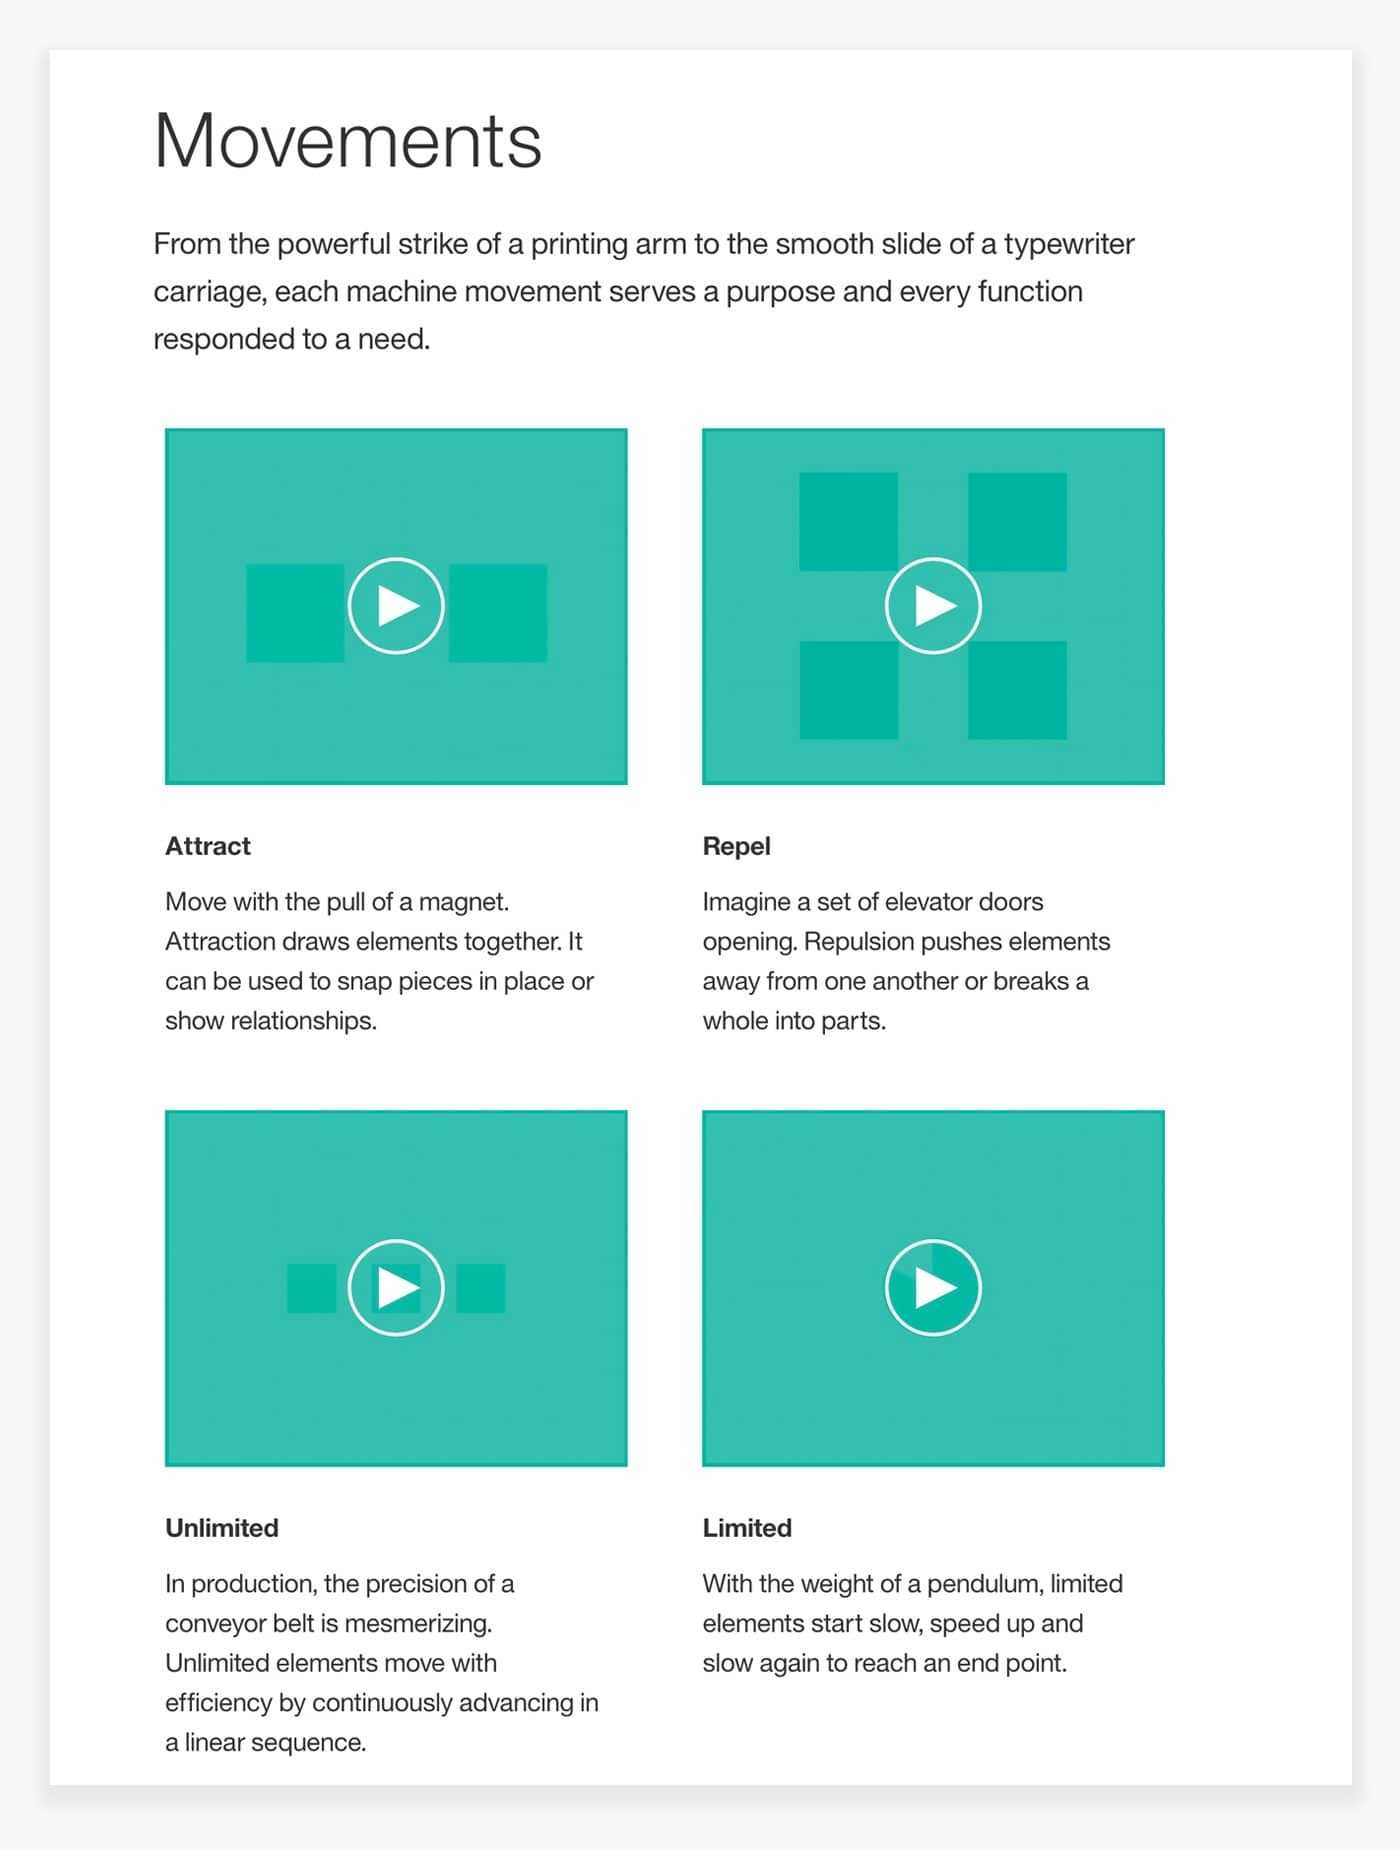 Movements
From the powerful strike of a printing arm to the smooth slide of a typewriter
carriage, each machine movement serves a purpose and every function
responded to a need.
Attract
Move with the pull of a magnet.
Attraction draws elements together. It
can be used to snap pieces in place or
show relationships.
Repel
Imagine a set of elevator doors
opening. Repulsion pushes elements
away from one another or breaks a
whole into parts.
Unlimited
In production, the precision of a
conveyor belt is mesmerizing.
Unlimited elements move with
efficiency by continuously advancing in
a linear sequence.
Limited
With the weight of a pendulum, limited
elements start slow, speed up and
slow again to reach an end point.